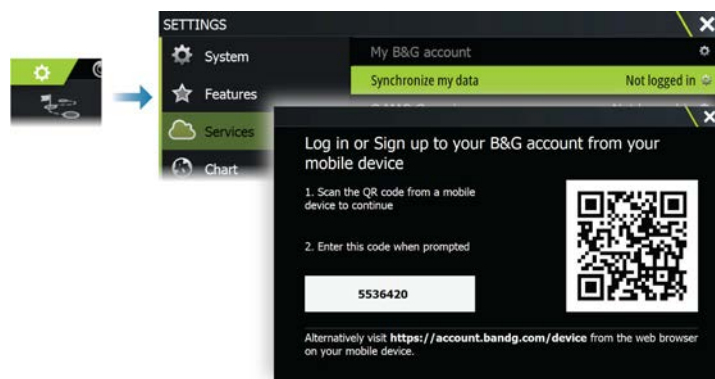 SETTINGS
System
Features
Services
Chart
My B&G account
Synchronize my data Not logged in
Log in or Sign up to your B&G account from your
mobile device
1. Scan the QR code from a mobile
device to continue
2. Enter this code when prompted
5536420
Alternatively visit https://account.bandg.com/device from the web browser
on your mobile device.